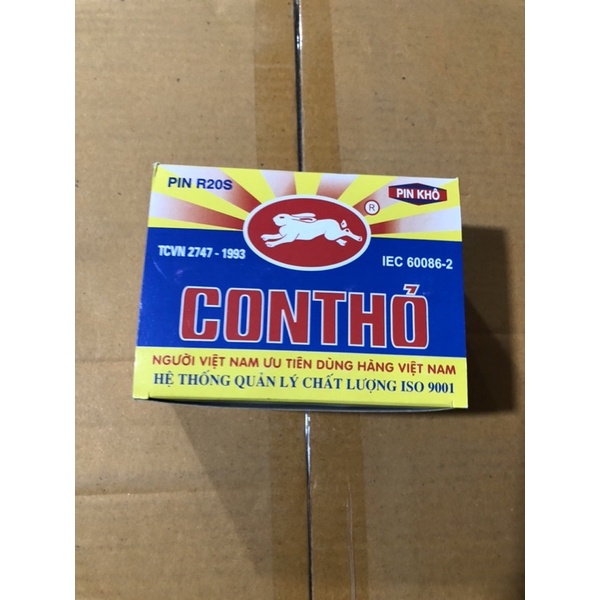 PIN R20S
PIN KHÔ
®
TCVN 2747 - 1993
IEC 60086-2
CONTHỎ
NGƯỜI VIỆT NAM ƯU TIÊN DÙNG HÀNG VIỆT NAM
HỆ THỐNG QUẢN LÝ CHẤT LƯỢNG ISO 9001